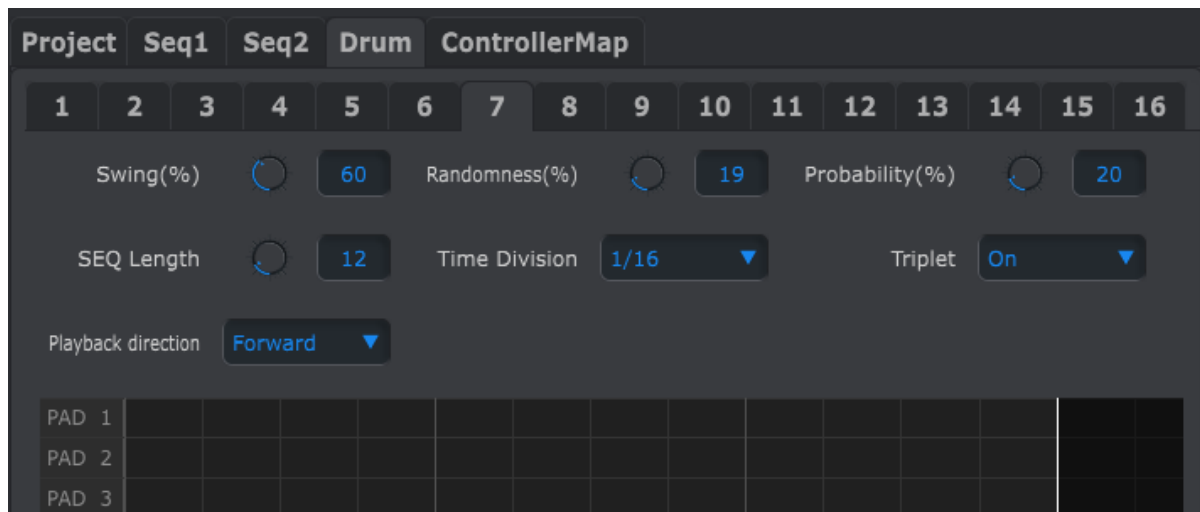 Project Seq1 Seq2 Drum ControllerMap
1 2 3 4 5 6 7 8 9 10 11 12 13 14 15 16
Swing(%) 60 Randomness(%) 19 Probability(%) 20
SEQ Length 12 Time Division 1/16 Triplet On
Playback direction Forward
PAD 1
PAD 2
PAD 3